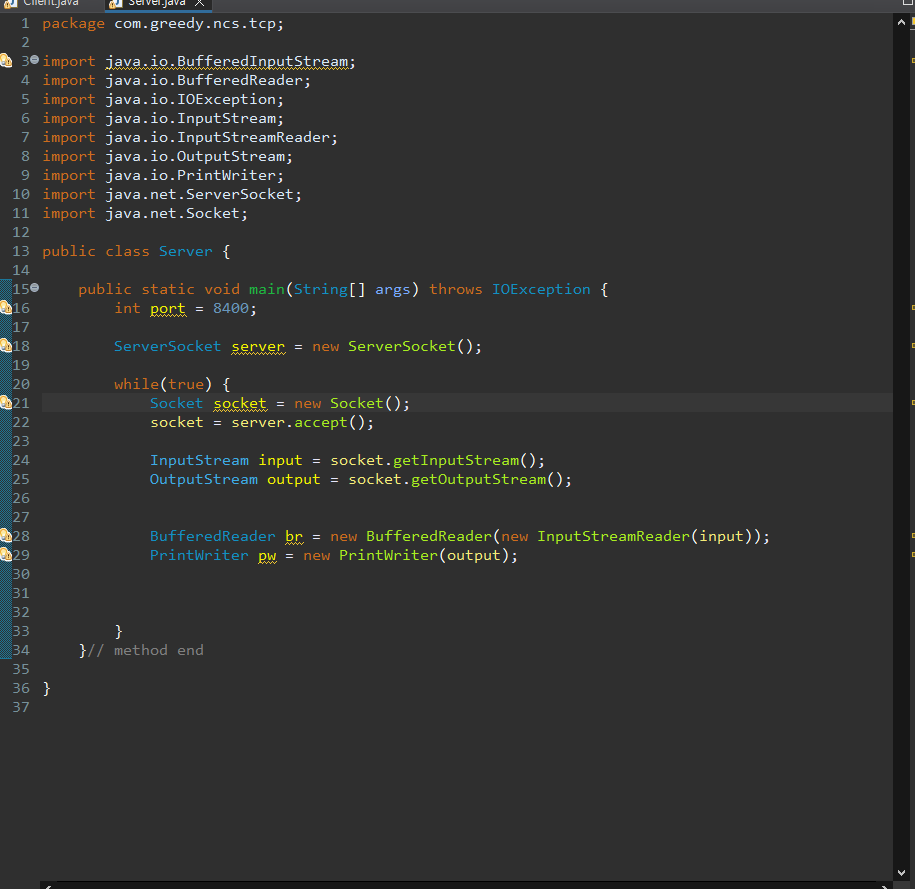 Client.java Server.java
1 package com.greedy.ncs.tcp;
2
3 import java.io.BufferedInputStream;
4 import java.io.BufferedReader;
5 import java.io.IOException;
6 import java.io.InputStream;
7 import java.io.InputStreamReader;
8 import java.io.OutputStream;
9 import java.io.PrintWriter;
10 import java.net.ServerSocket;
11 import java.net.Socket;
12
13 public class Server {
14
15 public static void main(String[] args) throws IOException {
16 int port = 8400;
17
18 ServerSocket server = new ServerSocket();
19
20 while(true) {
21 Socket socket = new Socket();
22 socket = server.accept();
23
24 InputStream input = socket.getInputStream();
25 OutputStream output = socket.getOutputStream();
26
27
28 BufferedReader br = new BufferedReader(new InputStreamReader(input));
29 PrintWriter pw = new PrintWriter(output);
30
31
32
33 }
34 }// method end
35
36 }
37